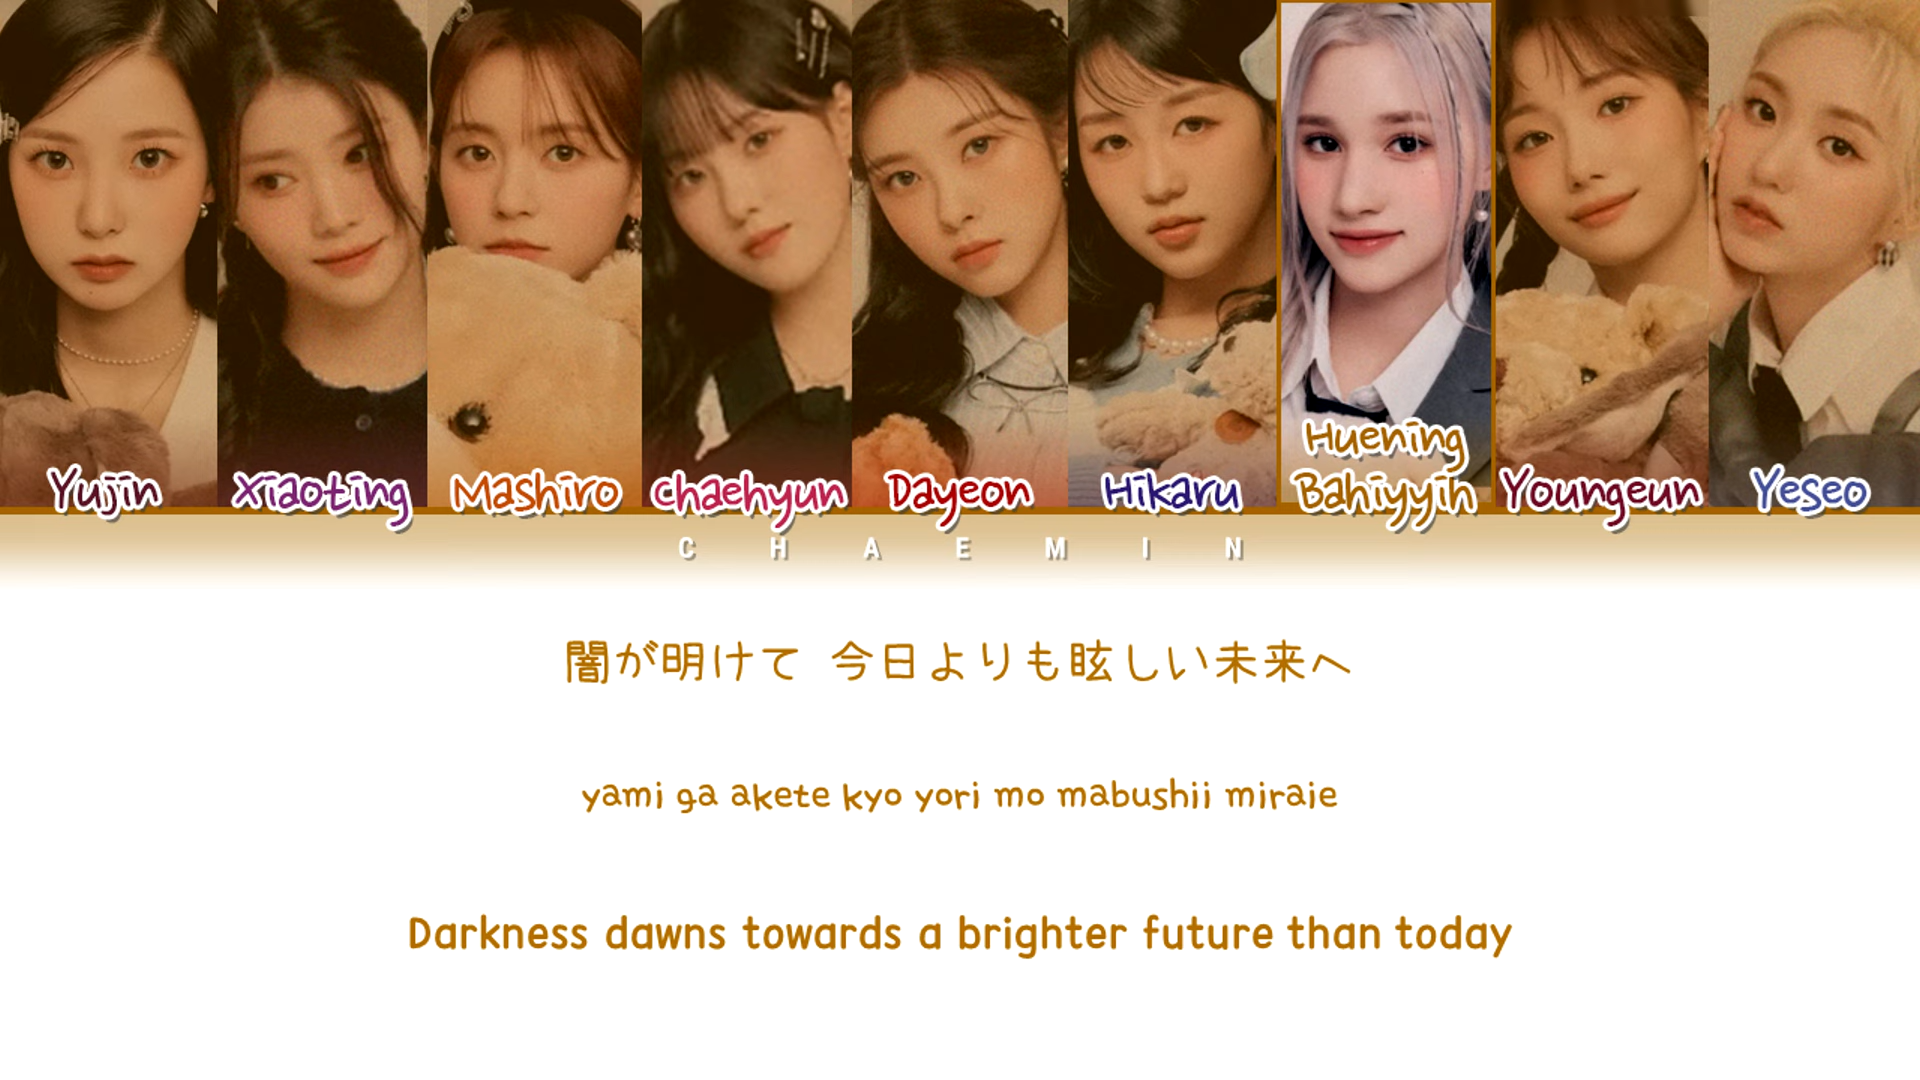 Yujin
Xiaoting
Mashiro
chaehyun
Dayeon
Hikaru
Huening
Bahiyyih
Youngeun
Yeseo
CHAEMIN
闇が明けて 今日よりも眩しい未来へ
yami ga akete kyo yori mo mabushii miraie
Darkness dawns towards a brighter future than today